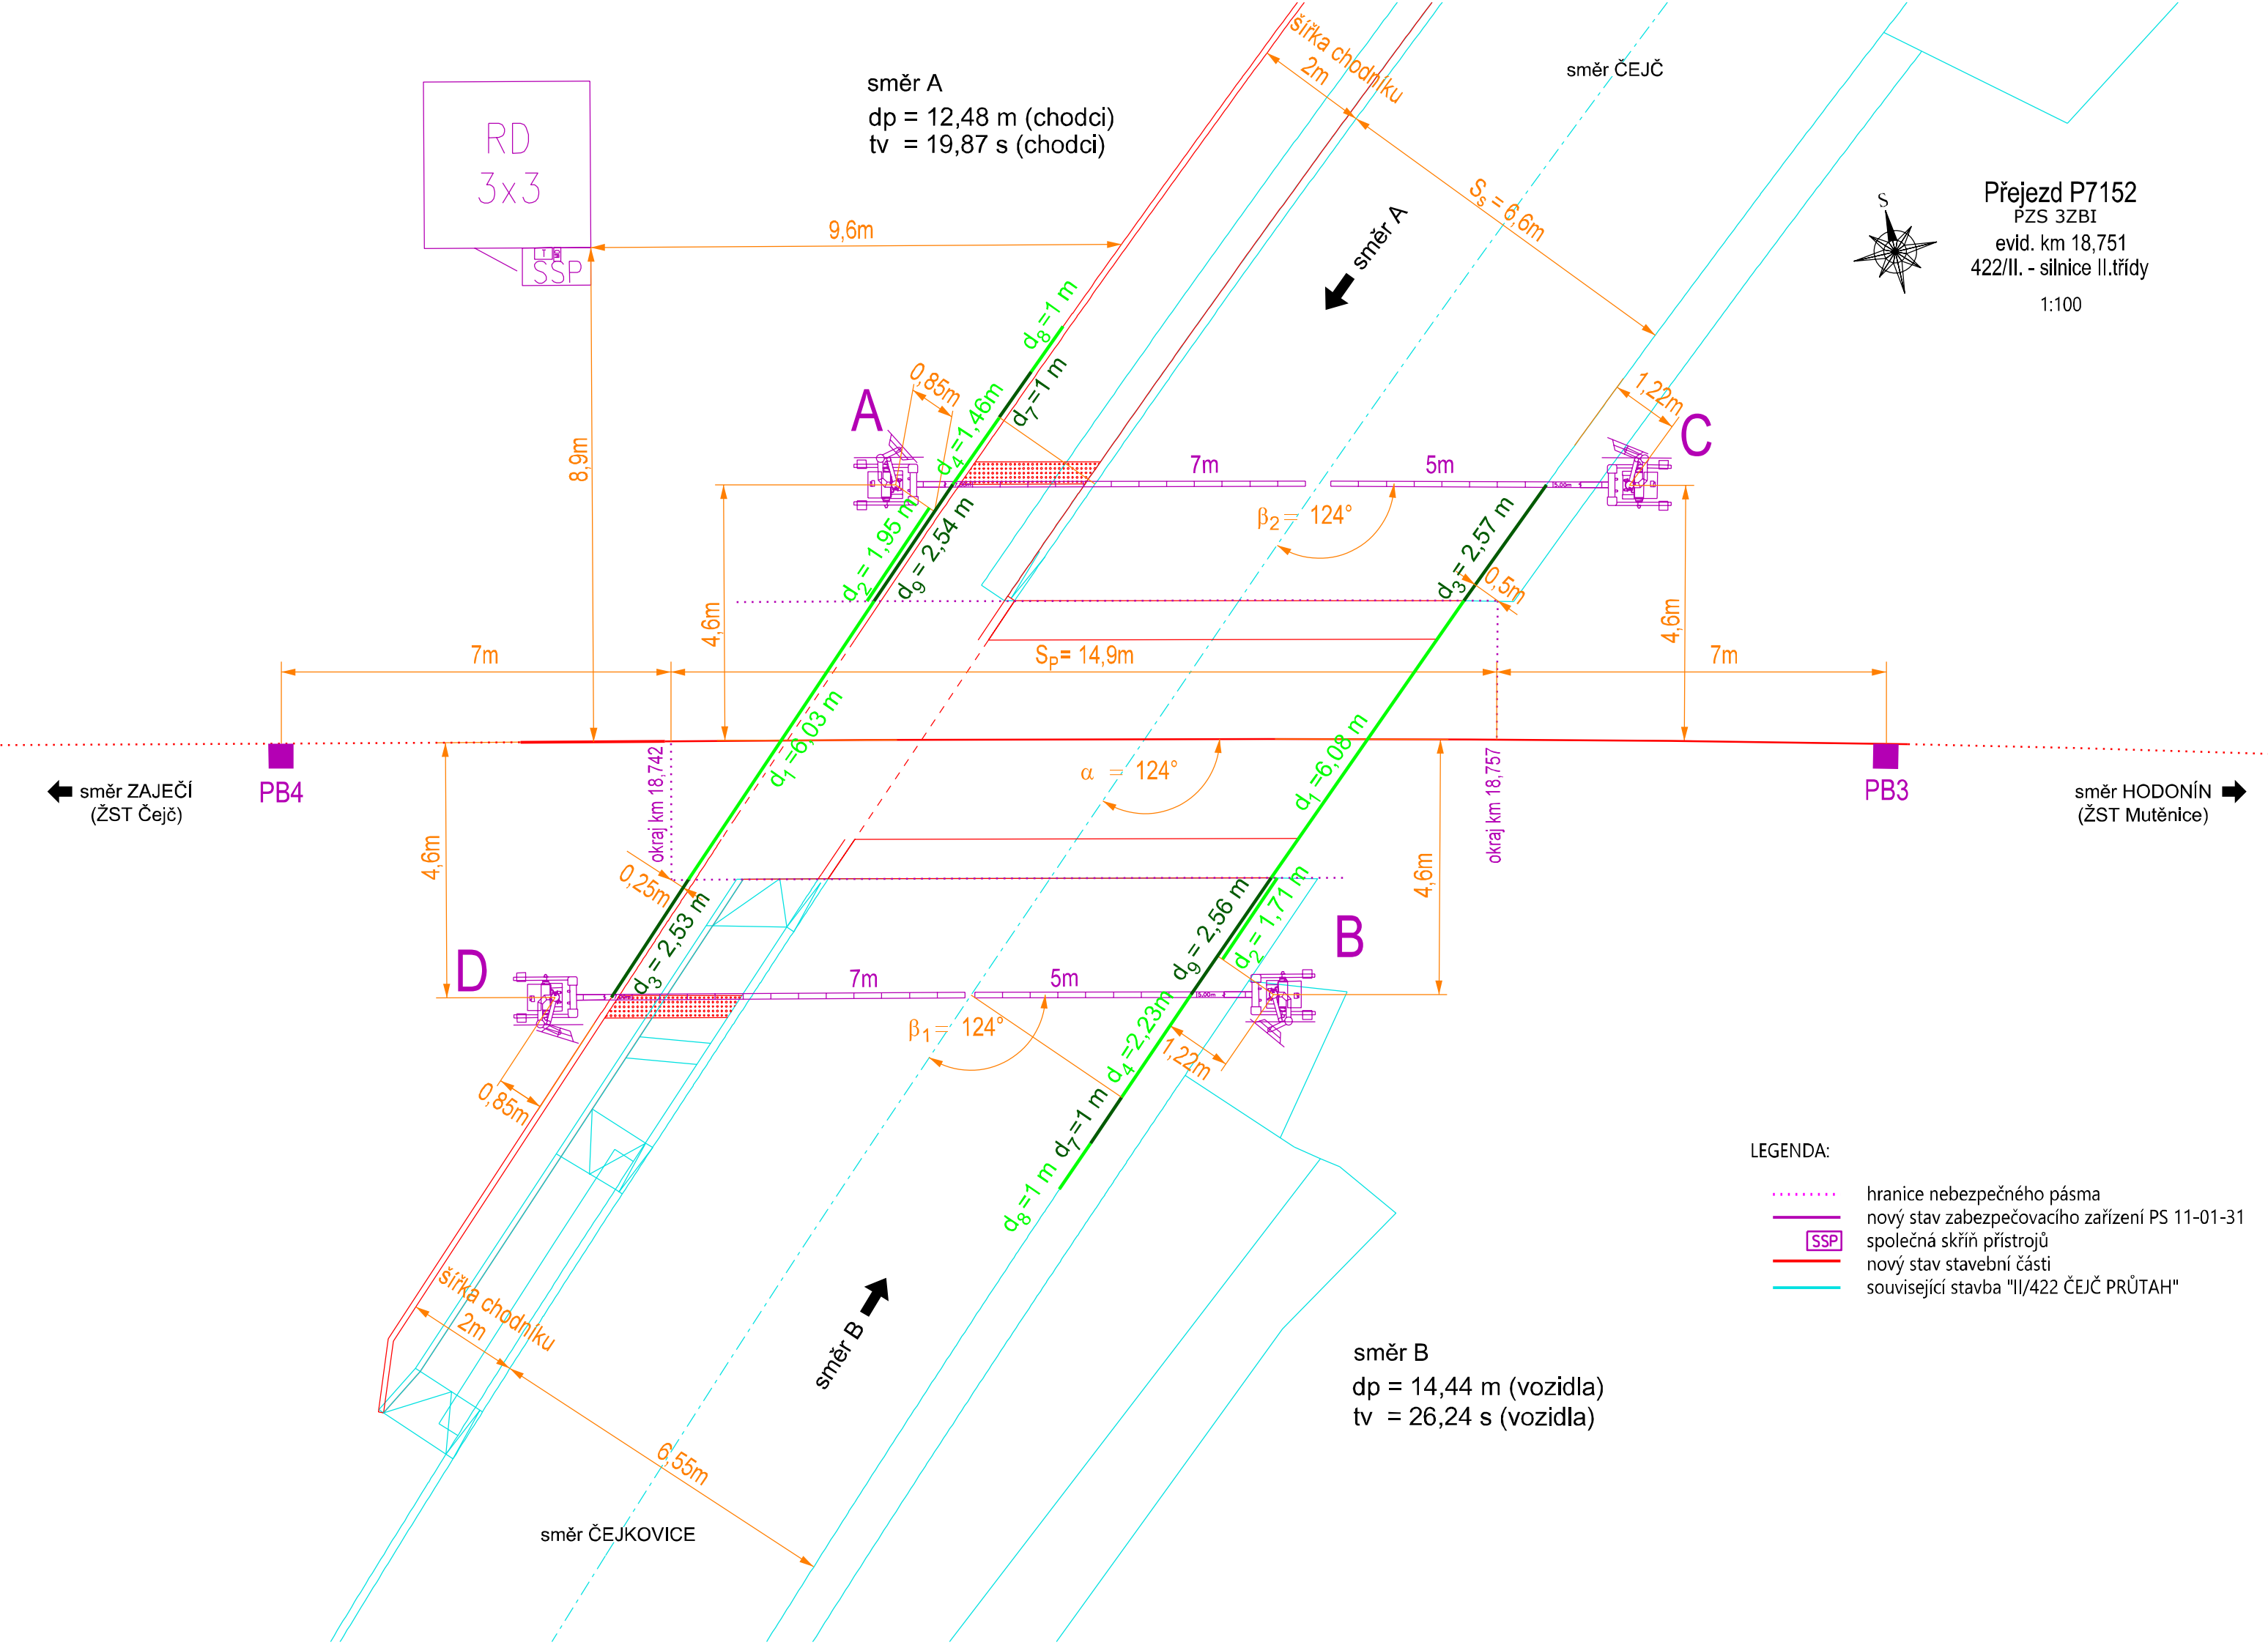 šířka chodníku
2m
směr A
dp = 12,48 m (chodci)
tv = 19,87 s (chodci)
směr ČEJČ
RD
3x3
T
SSP
S
Přejezd P7152
PZS 3ZBI
evid. km 18,751
422/II. - silnice II.třídy
1:100
Ss = 6,6m
směr A
9,6m
8,9m
d8=1 m
d7=1 m
0,85m
d4=1,46m
A
1,22m
C
7m
5m
15,00m
β2 = 124°
d2= 1,95 m
d9= 2,54 m
d3= 2,57 m
0,5m
4,6m
4,6m
7m
SP= 14,9m
7m
d1=6,03 m
d1=6,08 m
okraj km 18,742
okraj km 18,757
α = 124°
PB4
PB3
směr ZAJEČÍ
(ŽST Čejč)
směr HODONÍN
(ŽST Mutěnice)
4,6m
4,6m
0,25m
d3= 2,53 m
d9= 2,56 m
d2= 1,71 m
D
B
7m
5m
15,00m
β1= 124°
d4=2,23m
1,22m
0,85m
d7=1 m
d8=1 m
LEGENDA:
hranice nebezpečného pásma
nový stav zabezpečovacího zařízení PS 11-01-31
SSP společná skříň přístrojů
nový stav stavební části
související stavba "II/422 ČEJČ PRŮTAH"
šířka chodníku
2m
směr B
6,55m
směr B
dp = 14,44 m (vozidla)
tv = 26,24 s (vozidla)
směr ČEJKOVICE